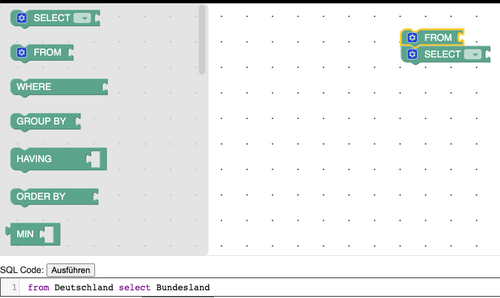 SELECT
FROM
WHERE
GROUP BY
HAVING
ORDER BY
MIN
FROM
SELECT
SQL Code: Ausführen
1 from Deutschland select Bundesland